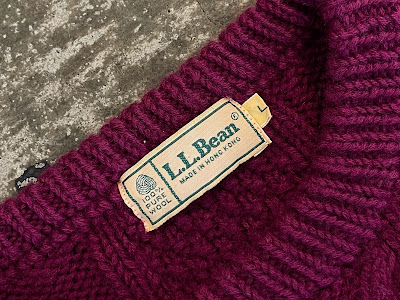 L
L.L.Bean®
MADE IN HONG KONG
100%
PURE
WOOL